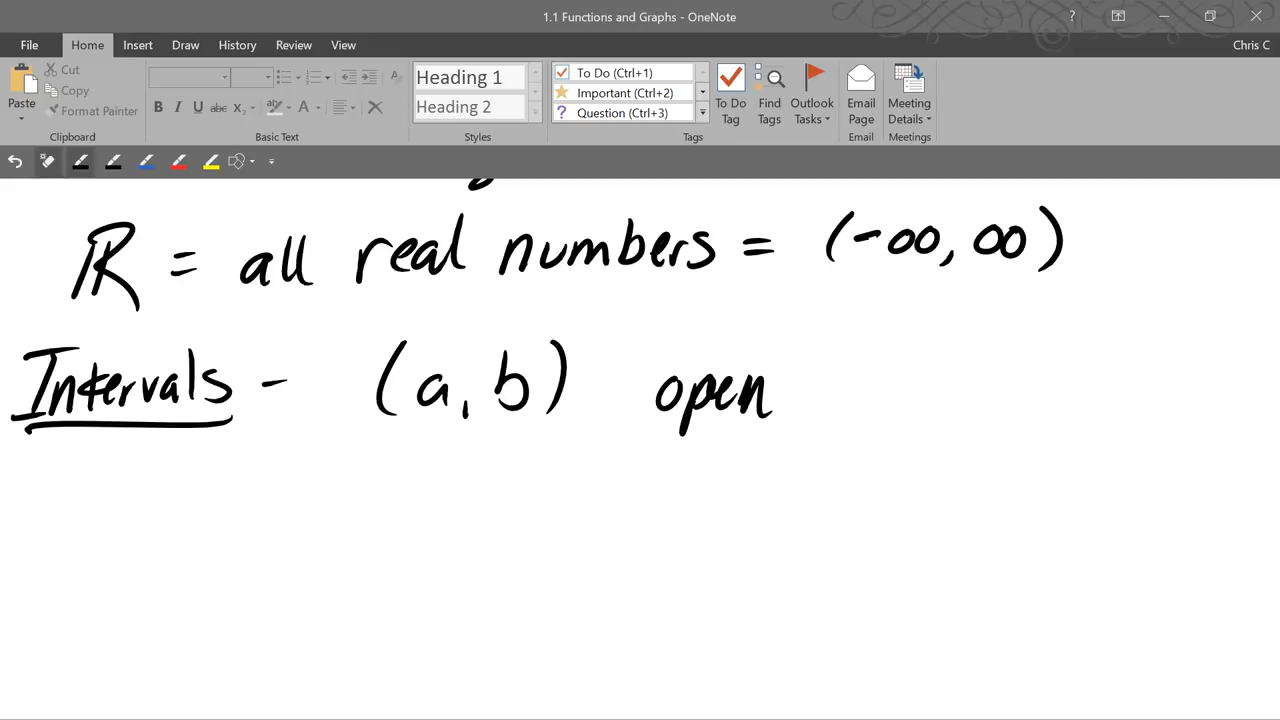 1.1 Functions and Graphs - OneNote
?
File Home Insert Draw History Review View Chris C
Paste
Cut
Copy
Format Painter
Clipboard
B I U abc X₂ A
Basic Text
Heading 1
Heading 2
Styles
To Do (Ctrl+1)
Important (Ctrl+2)
? Question (Ctrl+3)
To Do Tag
Find Tags
Tags
Outlook Tasks
Email Page
Email
Meeting Details
Meetings
ℝ = all real numbers = (-∞, ∞)
Intervals - (a, b) open